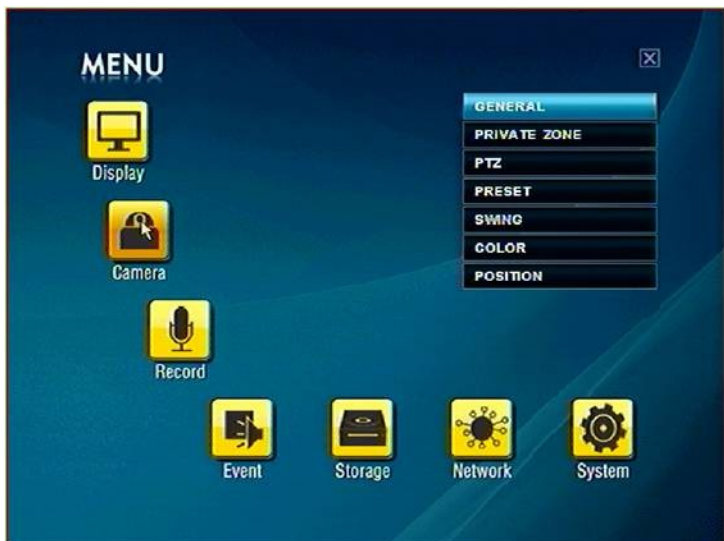 MENU
GENERAL
PRIVATE ZONE
PTZ
PRESET
SWING
COLOR
POSITION
Display
Camera
Record
Event
Storage
Network
System